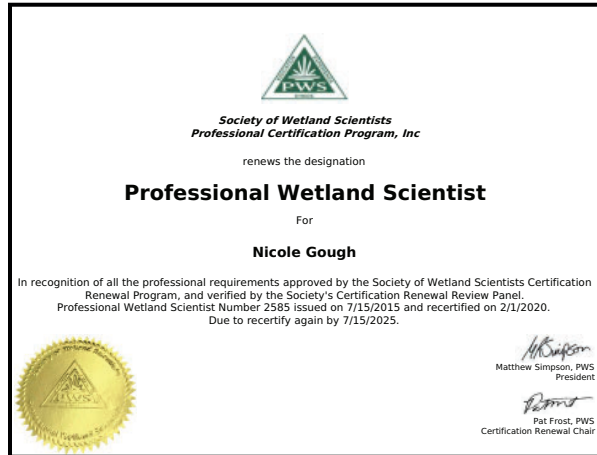 PWS
Society of Wetland Scientists
Professional Certification Program, Inc
renews the designation
Professional Wetland Scientist
For
Nicole Gough
In recognition of all the professional requirements approved by the Society of Wetland Scientists Certification
Renewal Program, and verified by the Society's Certification Renewal Review Panel.
Professional Wetland Scientist Number 2585 issued on 7/15/2015 and recertified on 2/1/2020.
Due to recertify again by 7/15/2025.
PWS
Matthew Simpson, PWS
President
Pat Frost, PWS
Certification Renewal Chair